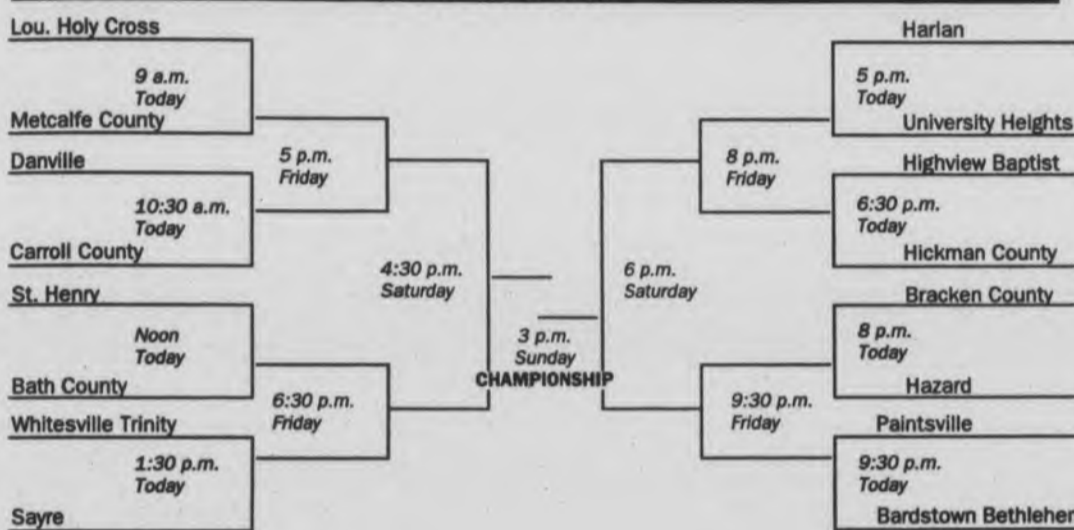 Lou. Holy Cross
9 a.m.
Today
Metcalfe County
Danville
10:30 a.m.
Today
Carroll County
St. Henry
Noon
Today
Bath County
Whitesville Trinity
1:30 p.m.
Today
Sayre
5 p.m.
Friday
6:30 p.m.
Friday
4:30 p.m.
Saturday
3 p.m.
Sunday
CHAMPIONSHIP
6 p.m.
Saturday
8 p.m.
Friday
9:30 p.m.
Friday
Harlan
5 p.m.
Today
University Heights
Highview Baptist
6:30 p.m.
Today
Hickman County
Bracken County
8 p.m.
Today
Hazard
Paintsville
9:30 p.m.
Today
Bardstown Bethlehem